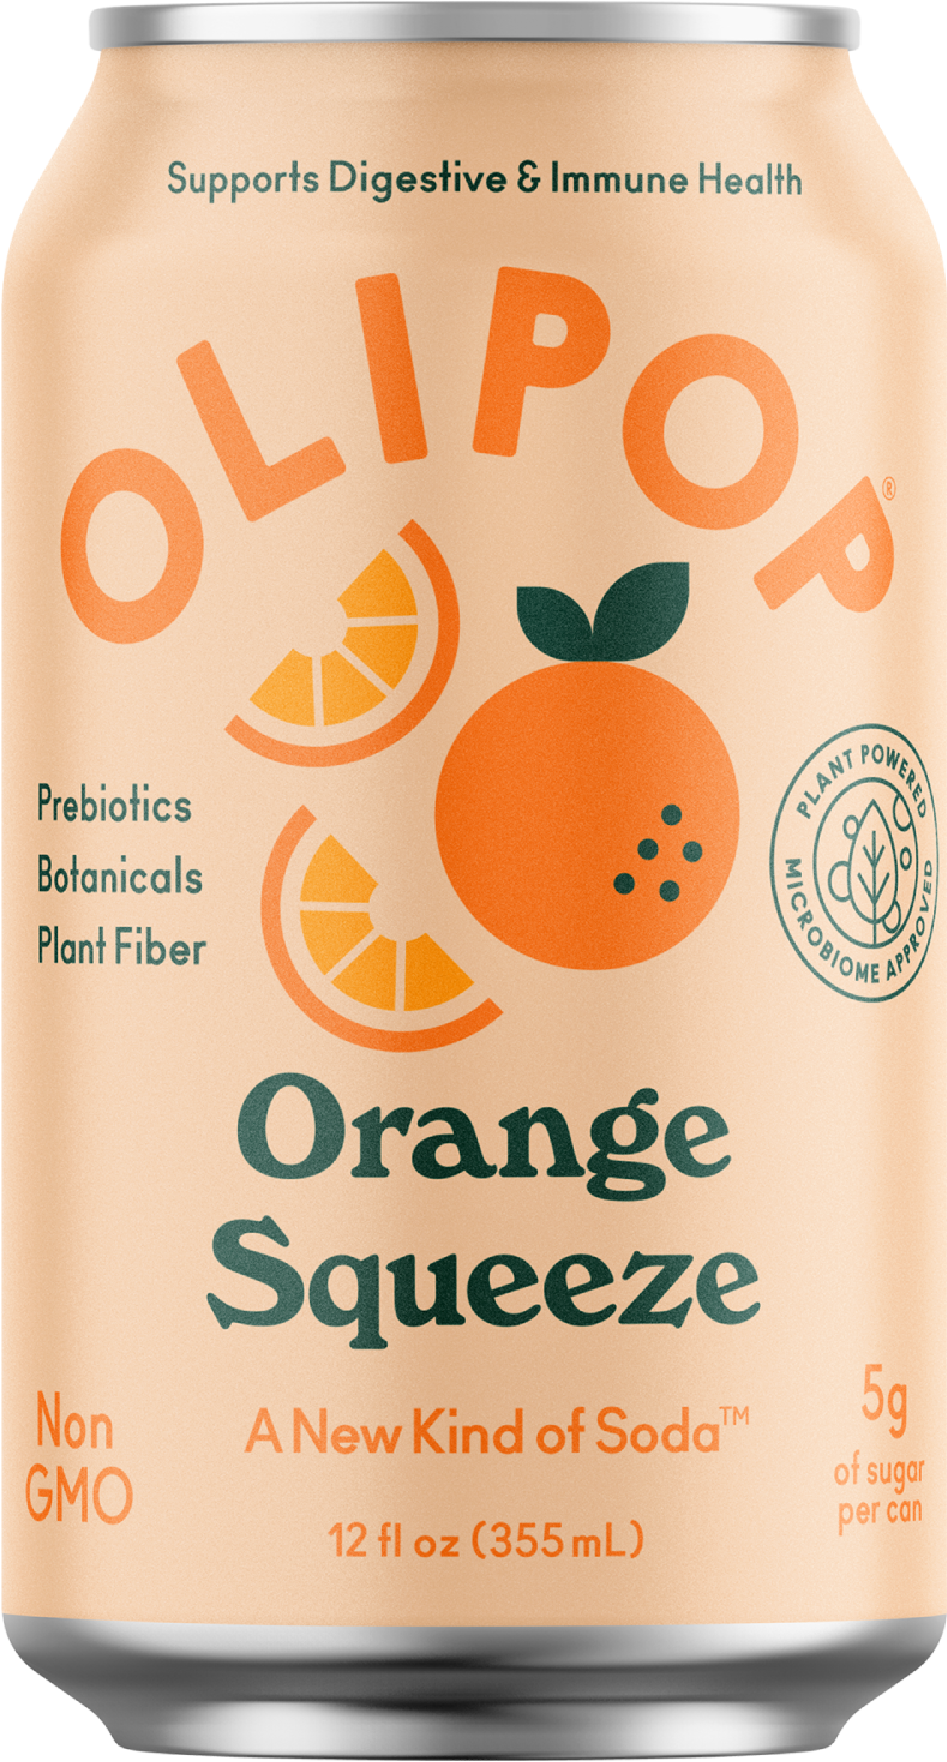 Supports Digestive & Immune Health
OLIPOP®
PLANT POWERED
MICROBIOME APPROVED
Prebiotics
Botanicals
Plant Fiber
Orange
Squeeze
Non
GMO
A New Kind of Soda™
5g
of sugar
per can
12 fl oz (355 mL)